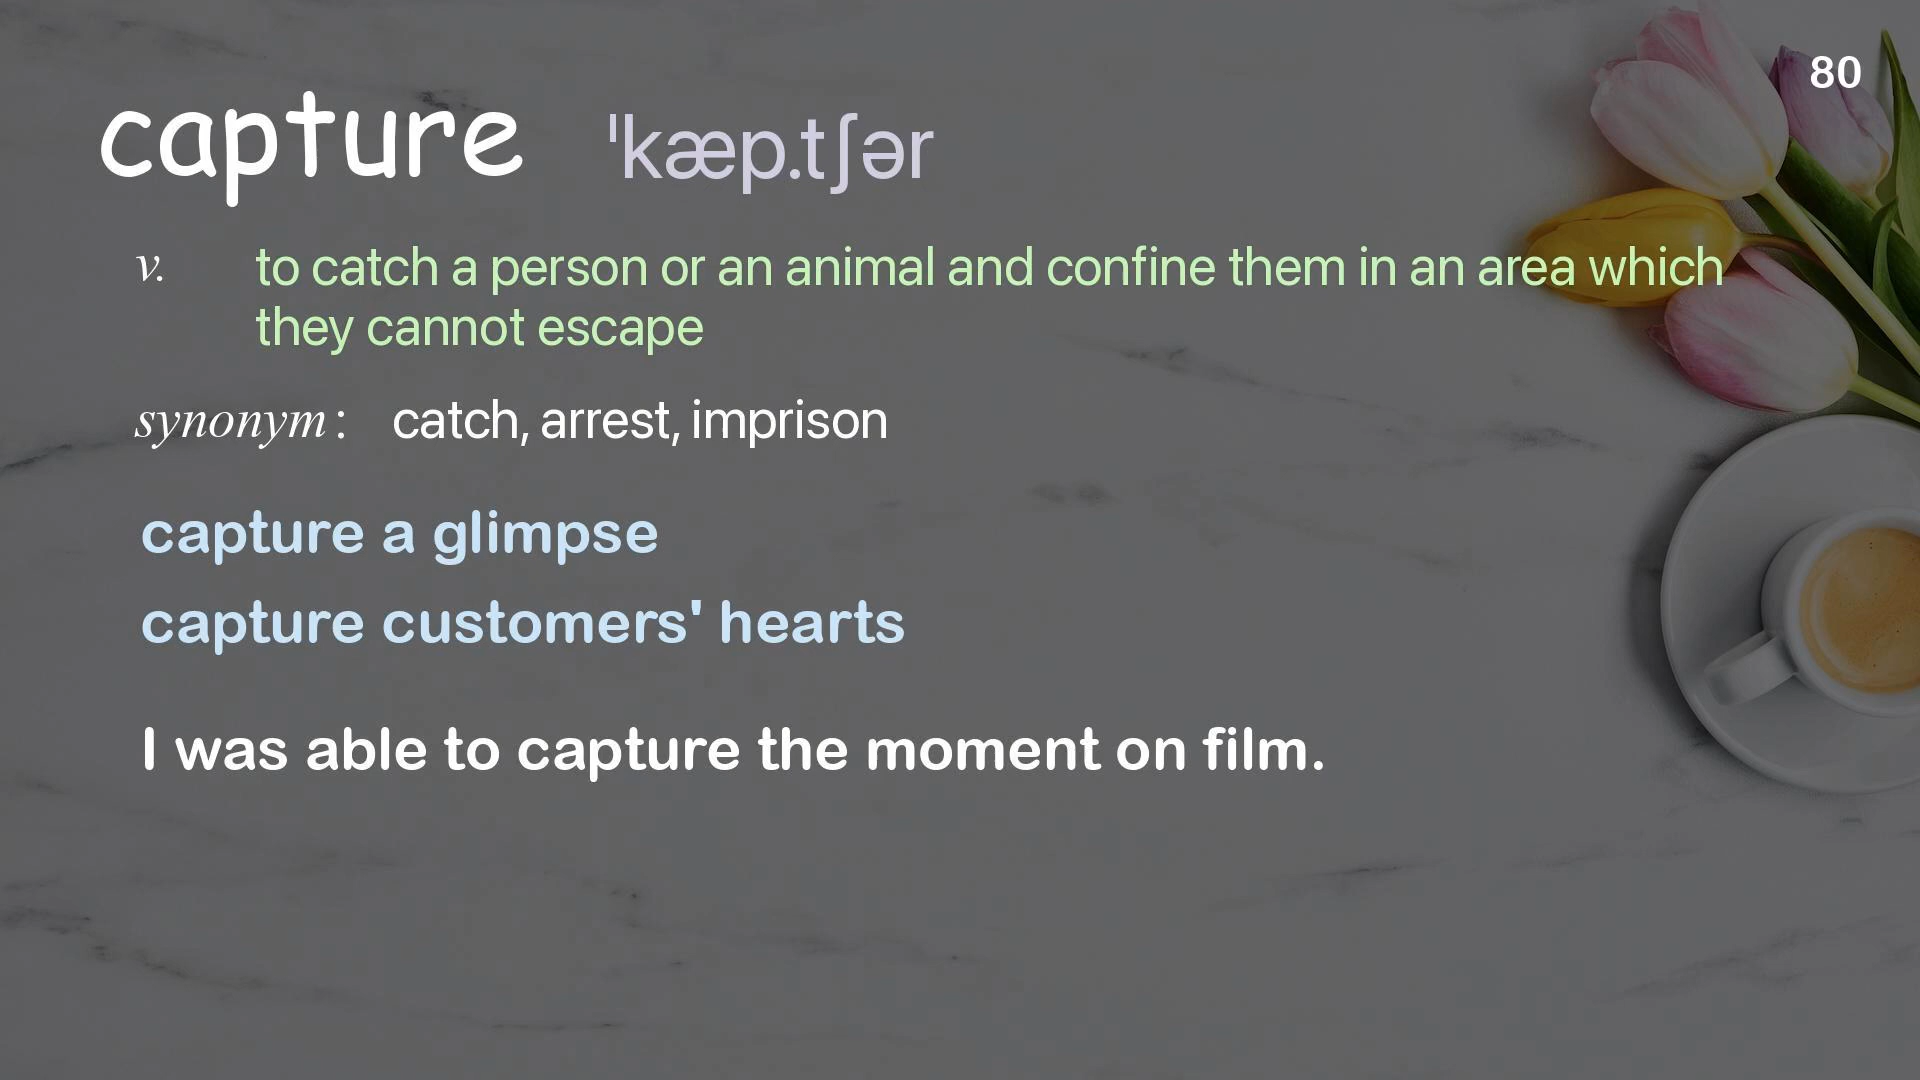 80
capture ˈkæp.tʃər
v. to catch a person or an animal and confine them in an area which
they cannot escape
synonym: catch, arrest, imprison
capture a glimpse
capture customers' hearts
I was able to capture the moment on film.